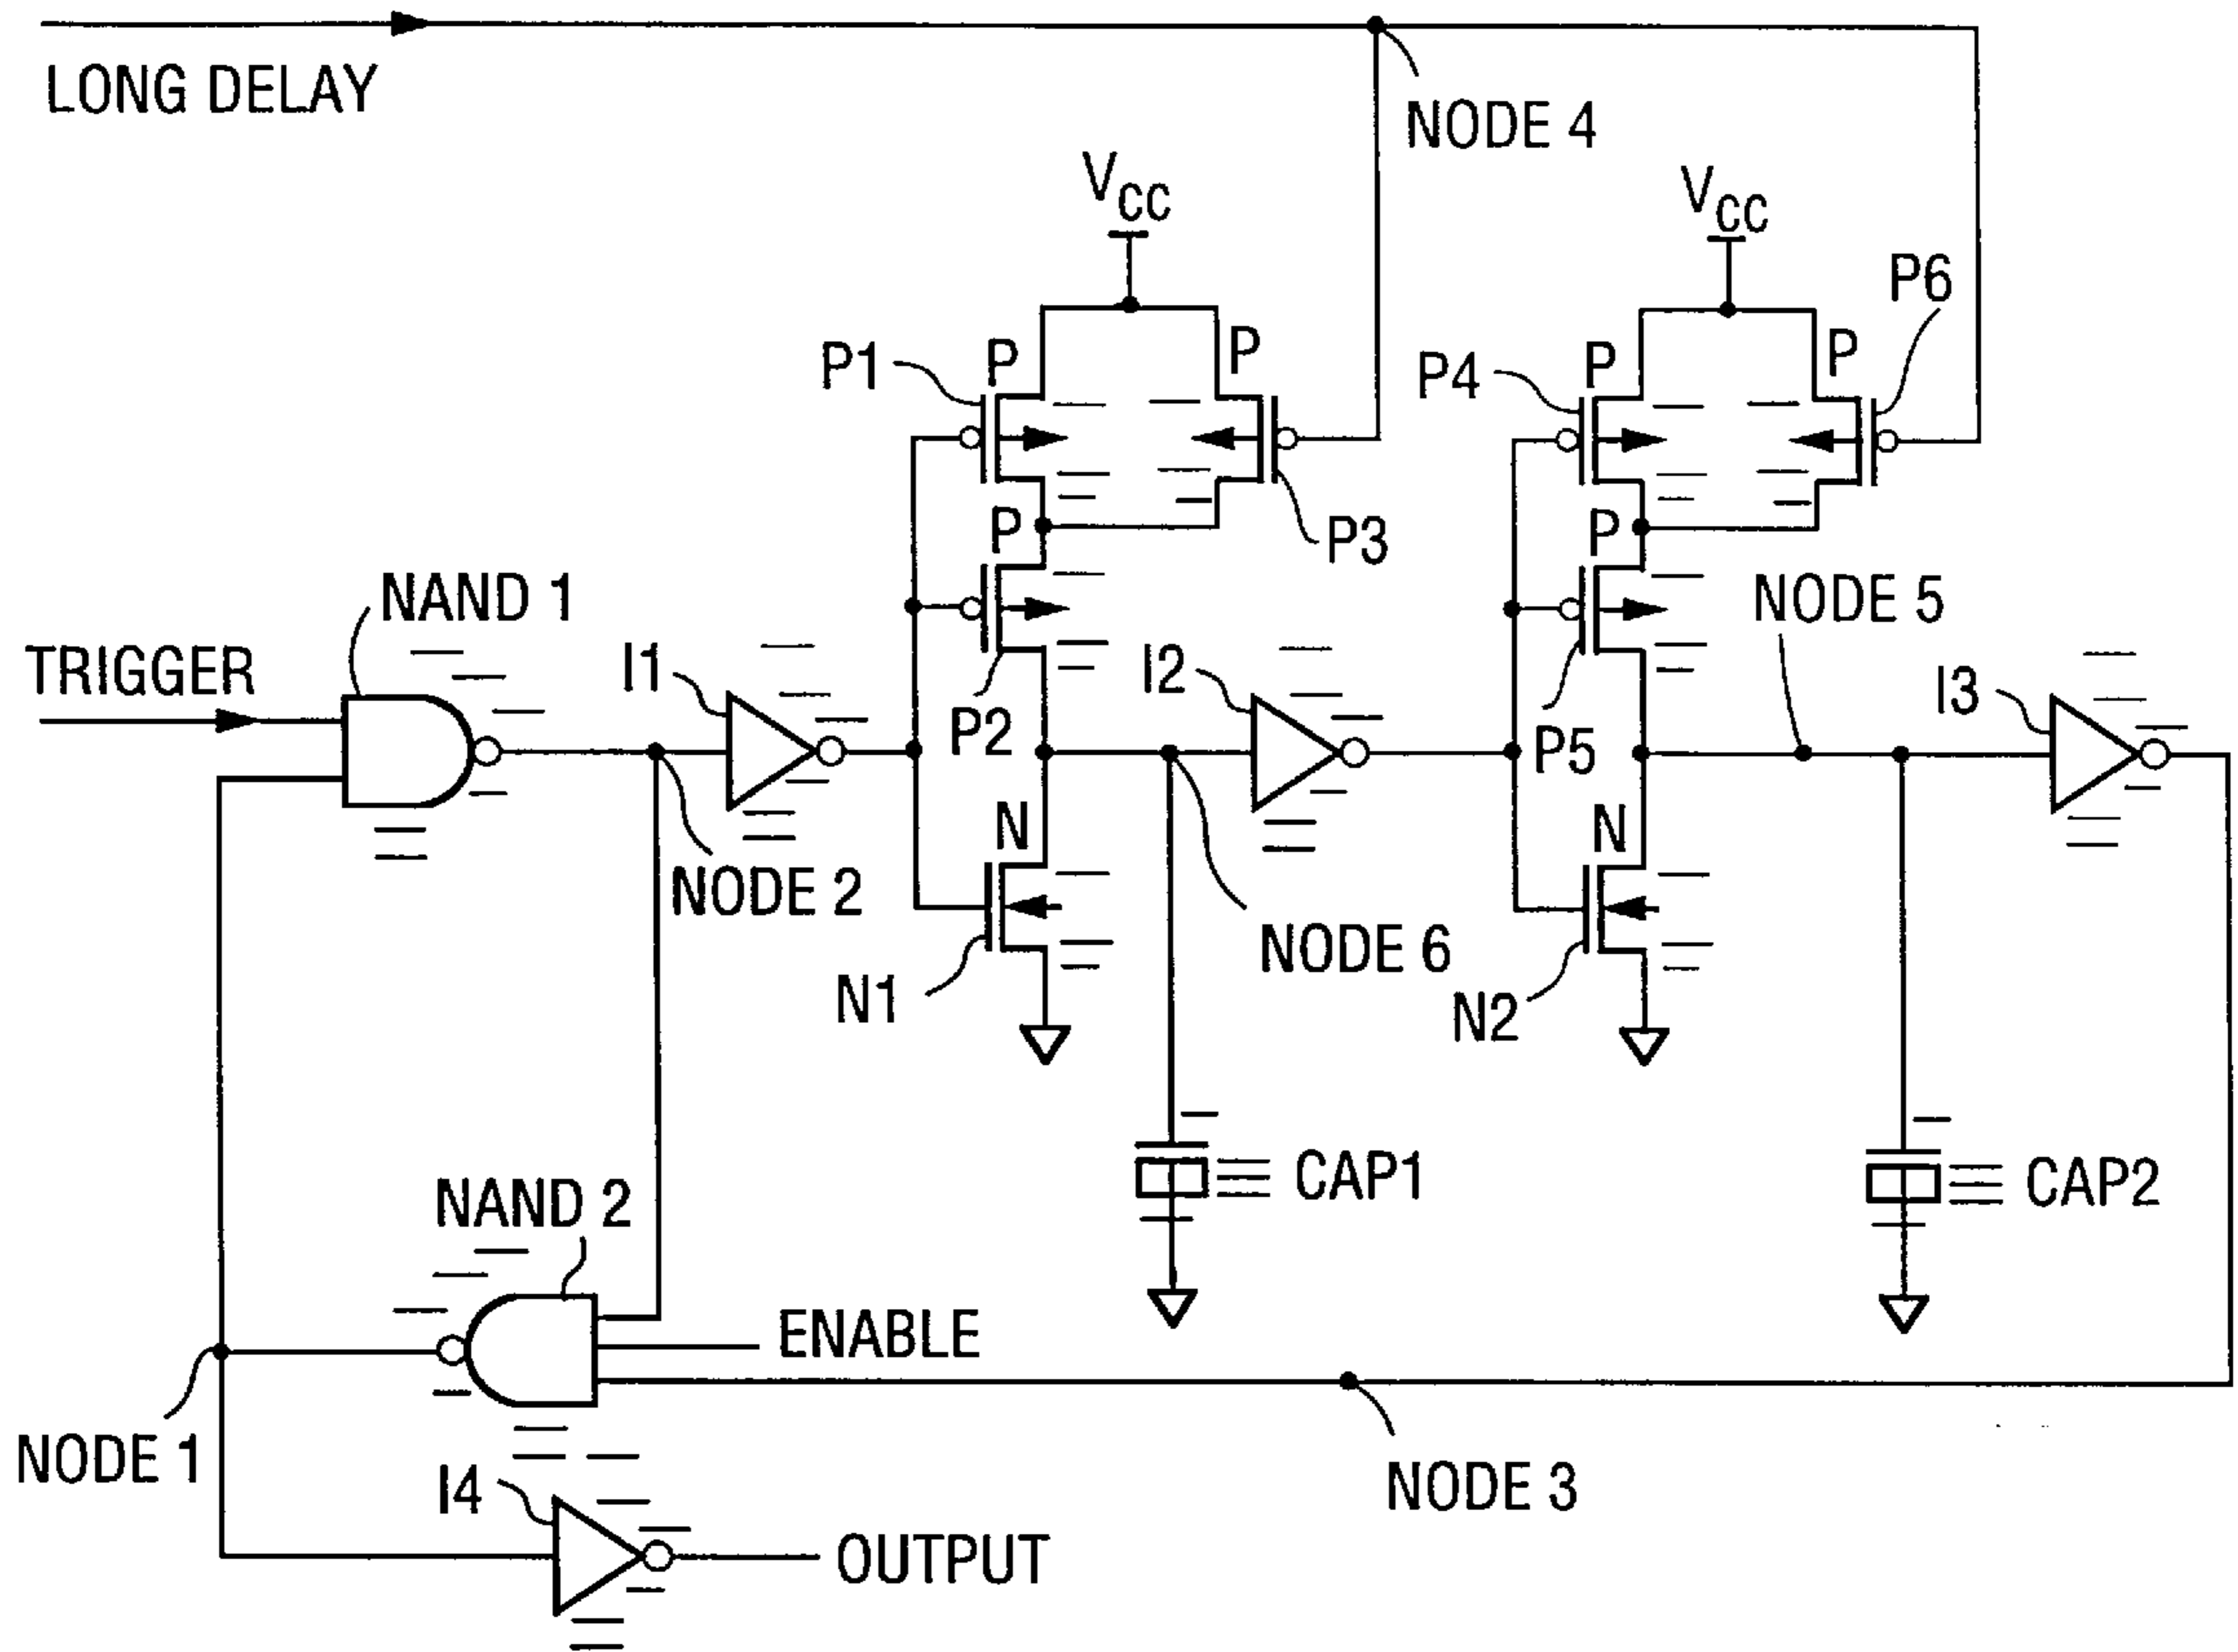 LONG DELAY
NODE 4
VCC
VCC
P6
P1
P
P
P4
P
P
P
P3
P
NAND 1
NODE 5
TRIGGER
I1
I2
I3
P2
P5
N
N
NODE 2
NODE 6
N1
N2
NAND 2
CAP1
CAP2
ENABLE
NODE 1
I4
NODE 3
OUTPUT